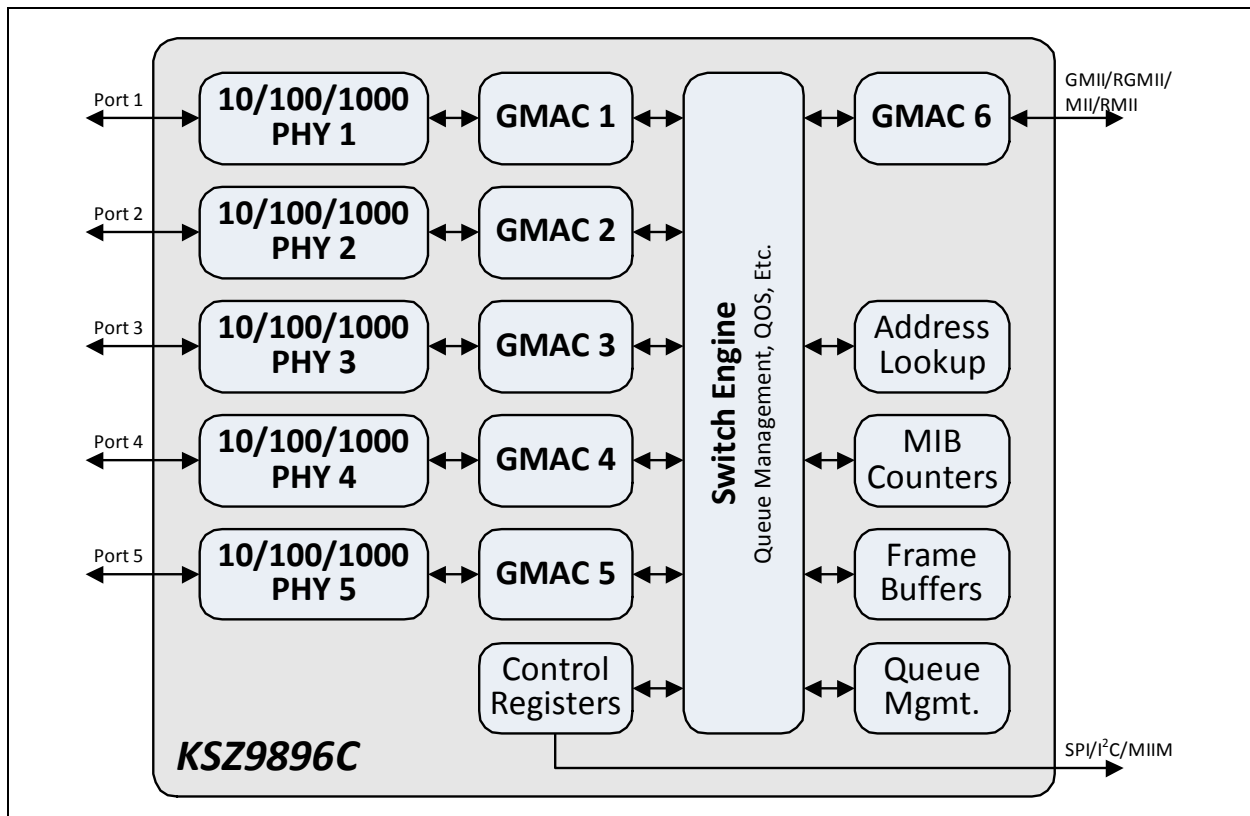 Port 1
10/100/1000
PHY 1
GMAC 1
GMAC 6
GMII/RGMII/
MII/RMII
Port 2
10/100/1000
PHY 2
GMAC 2
Port 3
10/100/1000
PHY 3
GMAC 3
Switch Engine
Queue Management, QOS, Etc.
Address
Lookup
Port 4
10/100/1000
PHY 4
GMAC 4
MIB
Counters
Port 5
10/100/1000
PHY 5
GMAC 5
Frame
Buffers
Control
Registers
Queue
Mgmt.
KSZ9896C
SPI/I²C/MIIM